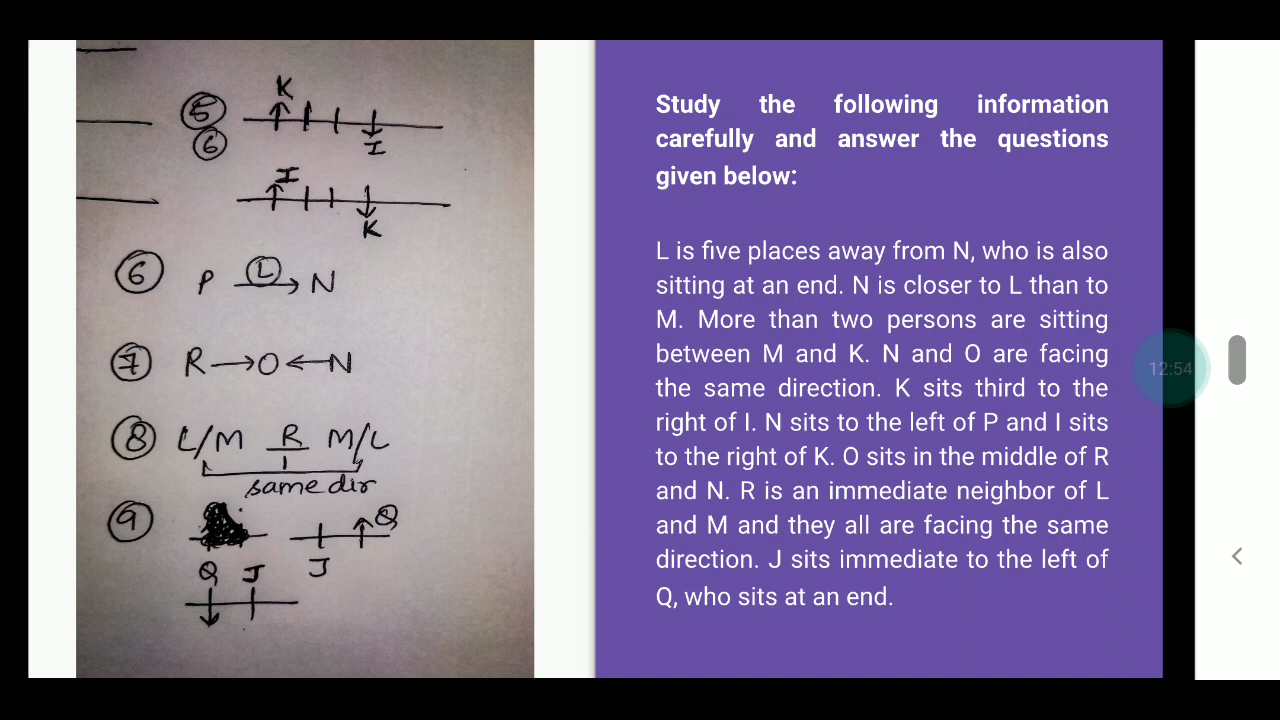 K
5
6
I
I
K
6 P L N
7 R → O ← N
8 L/M R M/L
same dir
9 Q
J
Q J
Study the following information
carefully and answer the questions
given below:
L is five places away from N, who is also
sitting at an end. N is closer to L than to
M. More than two persons are sitting
between M and K. N and O are facing
the same direction. K sits third to the
right of I. N sits to the left of P and I sits
to the right of K. O sits in the middle of R
and N. R is an immediate neighbor of L
and M and they all are facing the same
direction. J sits immediate to the left of
Q, who sits at an end.
12:54